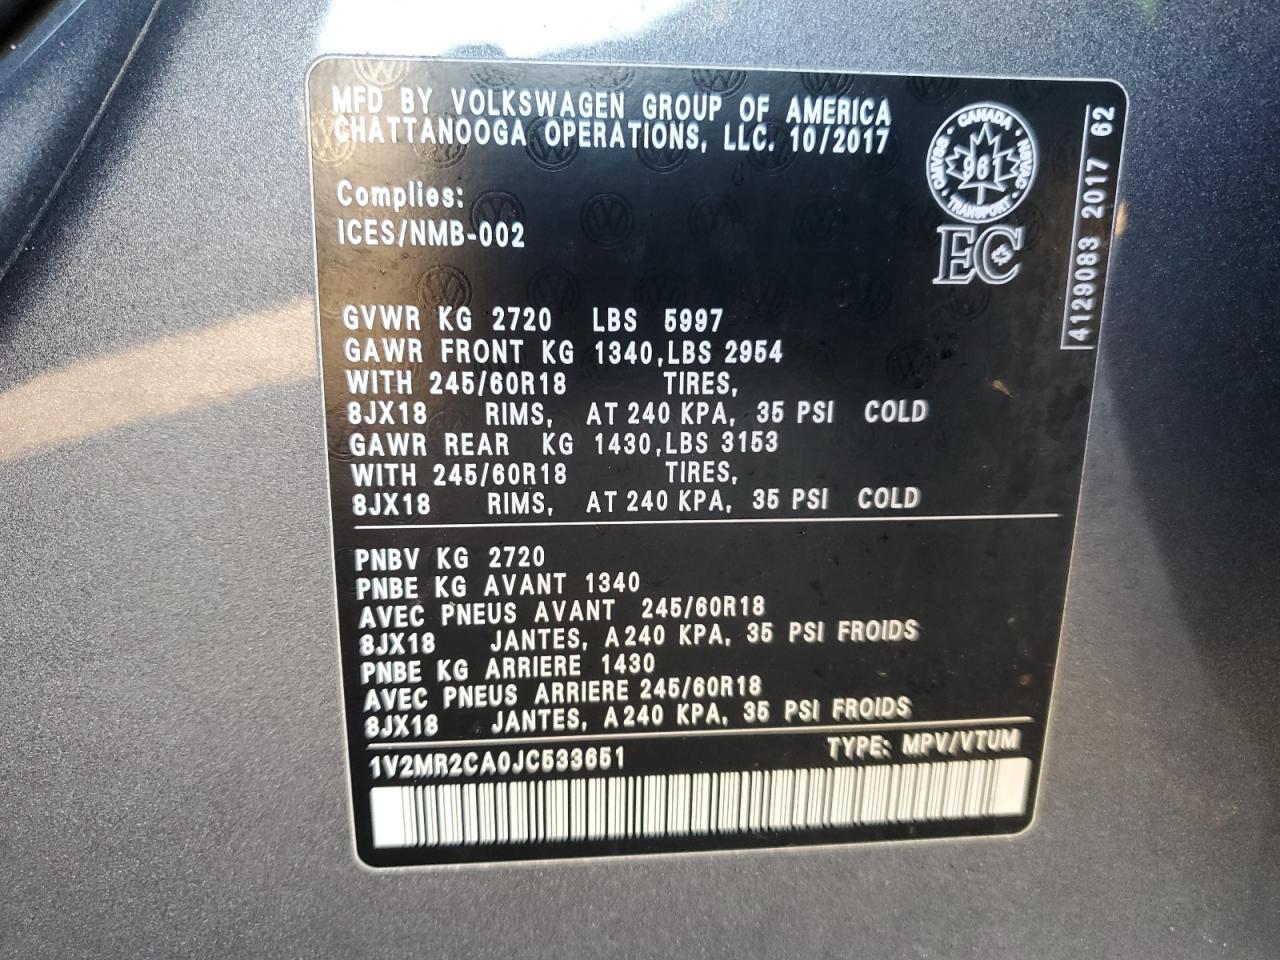 MFD BY VOLKSWAGEN GROUP OF AMERICA
CHATTANOOGA OPERATIONS, LLC. 10/2017
CANADA
CMVSS · NSVAC
961
TRANSPORT
EC
4129083 2017 62
Complies:
ICES/NMB-002
GVWR KG 2720 LBS 5997
GAWR FRONT KG 1340, LBS 2954
WITH 245/60R18 TIRES,
8JX18 RIMS, AT 240 KPA, 35 PSI COLD
GAWR REAR KG 1430, LBS 3153
WITH 245/60R18 TIRES,
8JX18 RIMS, AT 240 KPA, 35 PSI COLD
PNBV KG 2720
PNBE KG AVANT 1340
AVEC PNEUS AVANT 245/60R18
8JX18 JANTES, A 240 KPA, 35 PSI FROIDS
PNBE KG ARRIERE 1430
AVEC PNEUS ARRIERE 245/60R18
8JX18 JANTES, A 240 KPA, 35 PSI FROIDS
1V2MR2CA0JC533651 TYPE: MPV/VTUM